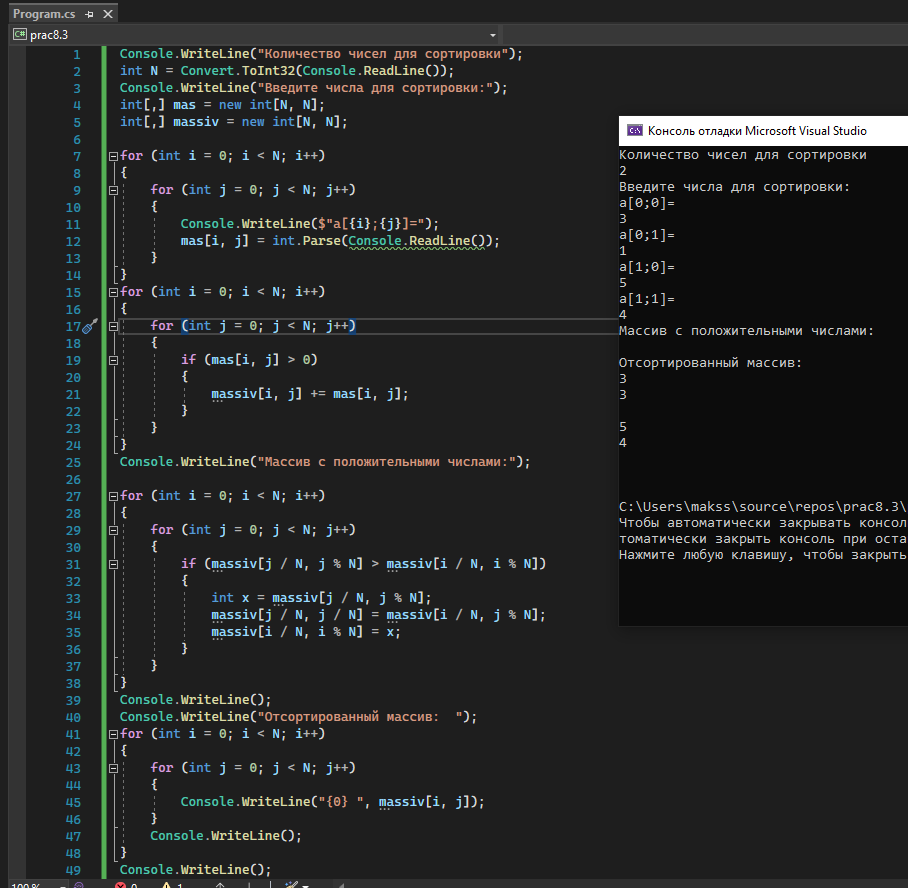 Program.cs
C# prac8.3
1 Console.WriteLine("Количество чисел для сортировки");
2 int N = Convert.ToInt32(Console.ReadLine());
3 Console.WriteLine("Введите числа для сортировки:");
4 int[,] mas = new int[N, N];
5 int[,] massiv = new int[N, N];
6
7 for (int i = 0; i < N; i++)
8 {
9 for (int j = 0; j < N; j++)
10 {
11 Console.WriteLine($"a[{i};{j}]=");
12 mas[i, j] = int.Parse(Console.ReadLine());
13 }
14 }
15 for (int i = 0; i < N; i++)
16 {
17 for (int j = 0; j < N; j++)
18 {
19 if (mas[i, j] > 0)
20 {
21 massiv[i, j] += mas[i, j];
22 }
23 }
24 }
25 Console.WriteLine("Массив с положительными числами:");
26
27 for (int i = 0; i < N; i++)
28 {
29 for (int j = 0; j < N; j++)
30 {
31 if (massiv[j / N, j % N] > massiv[i / N, i % N])
32 {
33 int x = massiv[j / N, j % N];
34 massiv[j / N, j / N] = massiv[i / N, j % N];
35 massiv[i / N, i % N] = x;
36 }
37 }
38 }
39 Console.WriteLine();
40 Console.WriteLine("Отсортированный массив:  ");
41 for (int i = 0; i < N; i++)
42 {
43 for (int j = 0; j < N; j++)
44 {
45 Console.WriteLine("{0} ", massiv[i, j]);
46 }
47 Console.WriteLine();
48 }
49 Console.WriteLine();
100 % 0 1
Консоль отладки Microsoft Visual Studio
Количество чисел для сортировки
2
Введите числа для сортировки:
a[0;0]=
3
a[0;1]=
1
a[1;0]=
5
a[1;1]=
4
Массив с положительными числами:
Отсортированный массив:
3
3
5
4
C:\Users\makss\source\repos\prac8.3\
Чтобы автоматически закрывать консол
томатически закрыть консоль при оста
Нажмите любую клавишу, чтобы закрыть